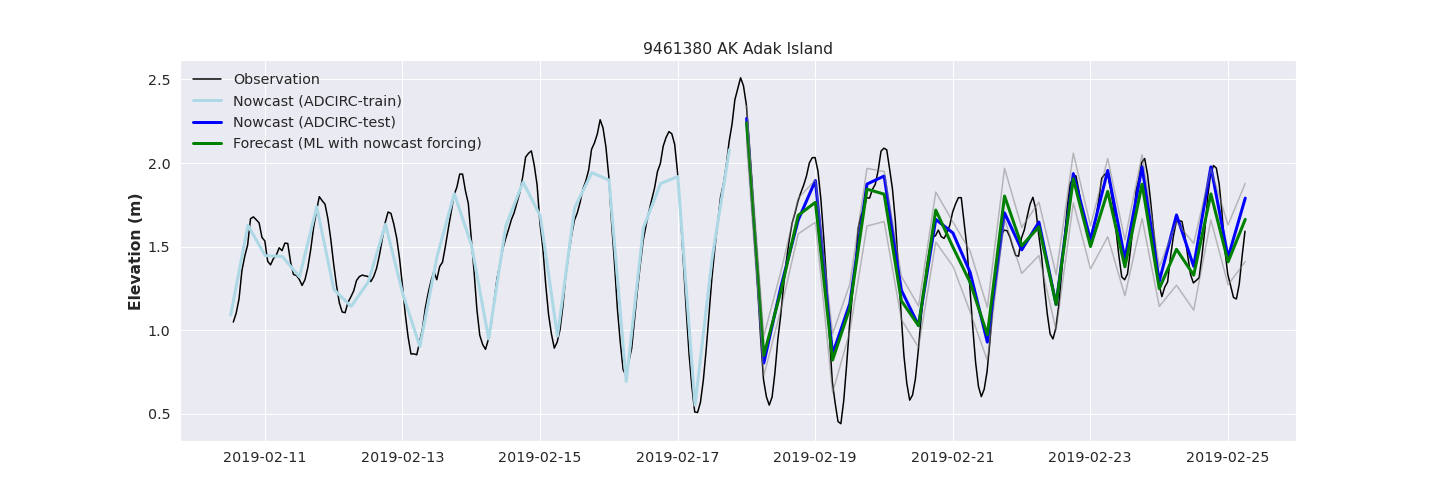 9461380 AK Adak Island
Elevation (m)
2.5
2.0
1.5
1.0
0.5
Observation
Nowcast (ADCIRC-train)
Nowcast (ADCIRC-test)
Forecast (ML with nowcast forcing)
2019-02-11
2019-02-13
2019-02-15
2019-02-17
2019-02-19
2019-02-21
2019-02-23
2019-02-25